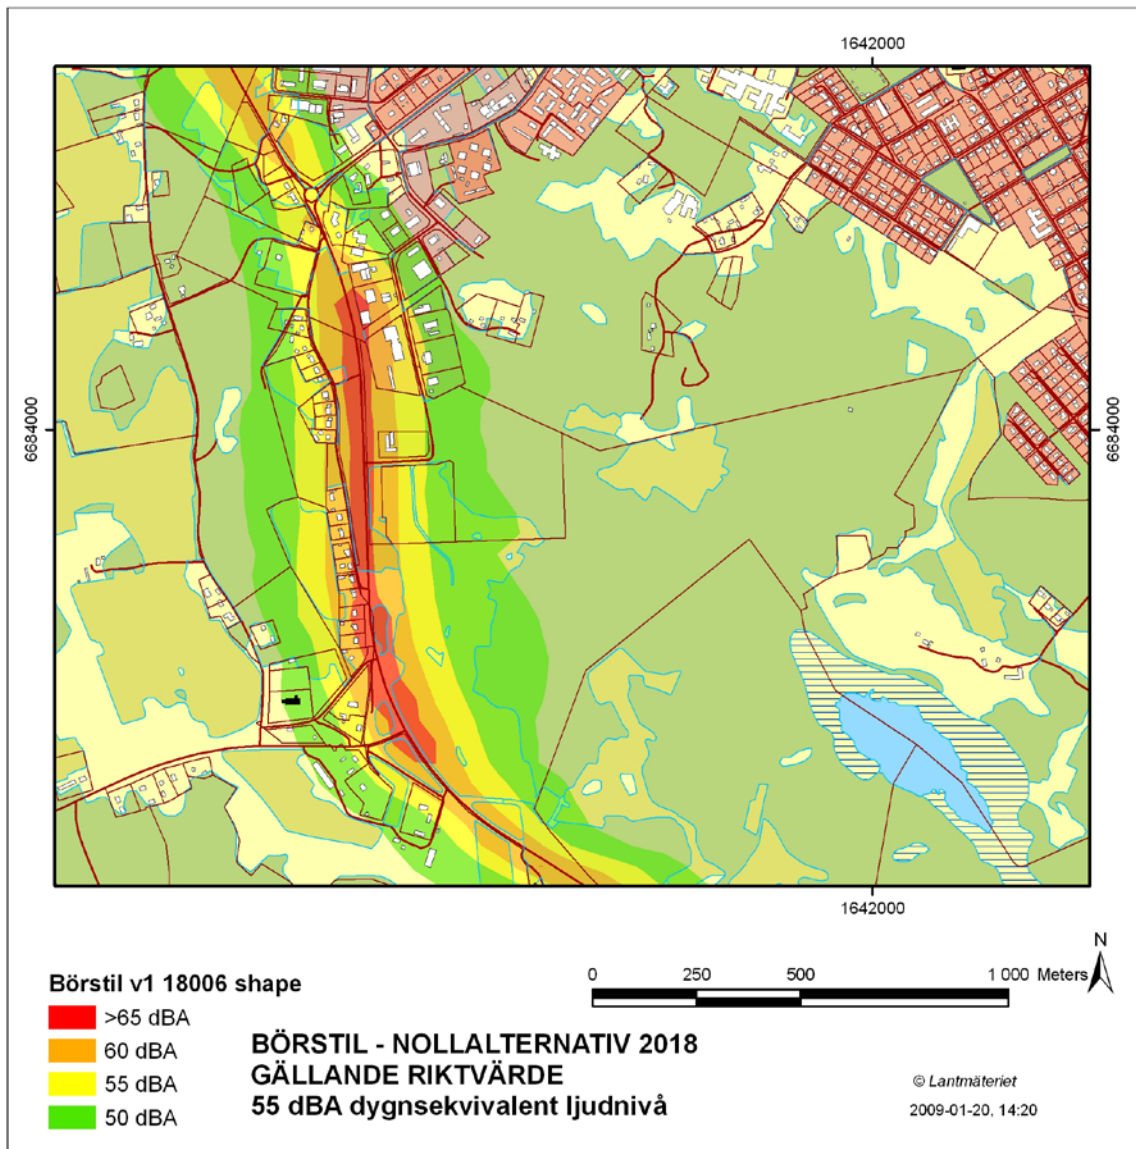 1642000
6684000
6684000
1642000
N
0 250 500 1 000 Meters
Börstil v1 18006 shape
>65 dBA
60 dBA
55 dBA
50 dBA
BÖRSTIL - NOLLALTERNATIV 2018
GÄLLANDE RIKTVÄRDE
55 dBA dygnsekvivalent ljudnivå
© Lantmäteriet
2009-01-20, 14:20